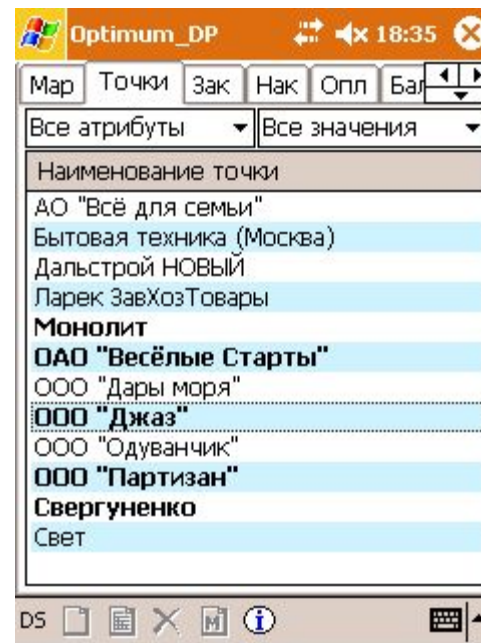 Optimum_DP 18:35
Мар Точки Зак Нак Опл Бал
Все атрибуты Все значения
Наименование точки
АО "Всё для семьи"
Бытовая техника (Москва)
Дальстрой НОВЫЙ
Ларек ЗавХозТовары
Монолит
ОАО "Весёлые Старты"
ООО "Дары моря"
ООО "Джаз"
ООО "Одуванчик"
ООО "Партизан"
Свергуненко
Свет
DS М